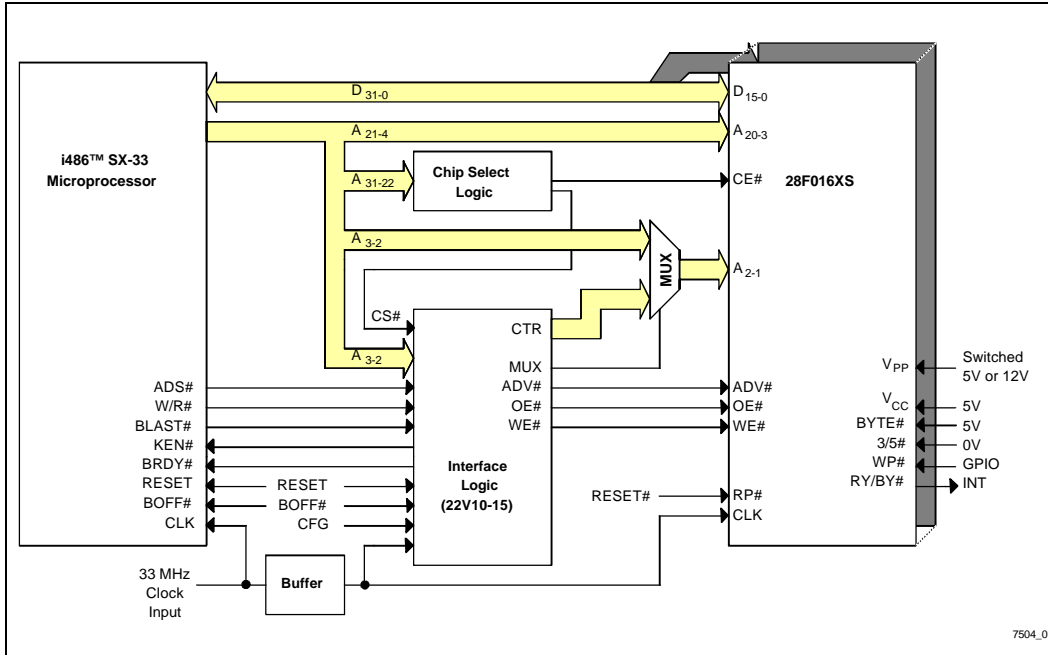 i486™ SX-33
Microprocessor
D 31-0
A 21-4
A 31-22
A 3-2
A 3-2
Chip Select
Logic
CS#
MUX
28F016XS
D15-0
A20-3
CE#
A2-1
CTR
MUX
ADV#
OE#
WE#
Interface
Logic
(22V10-15)
ADS#
W/R#
BLAST#
KEN#
BRDY#
RESET
BOFF#
CLK
RESET
BOFF#
CFG
ADV#
OE#
WE#
RESET#
RP#
CLK
VPP
Switched
5V or 12V
VCC
5V
BYTE#
5V
3/5#
0V
WP#
GPIO
RY/BY#
INT
33 MHz
Clock
Input
Buffer